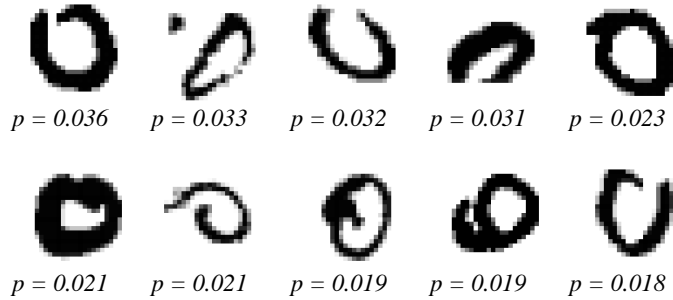 p = 0.036 p = 0.033 p = 0.032 p = 0.031 p = 0.023
p = 0.021 p = 0.021 p = 0.019 p = 0.019 p = 0.018